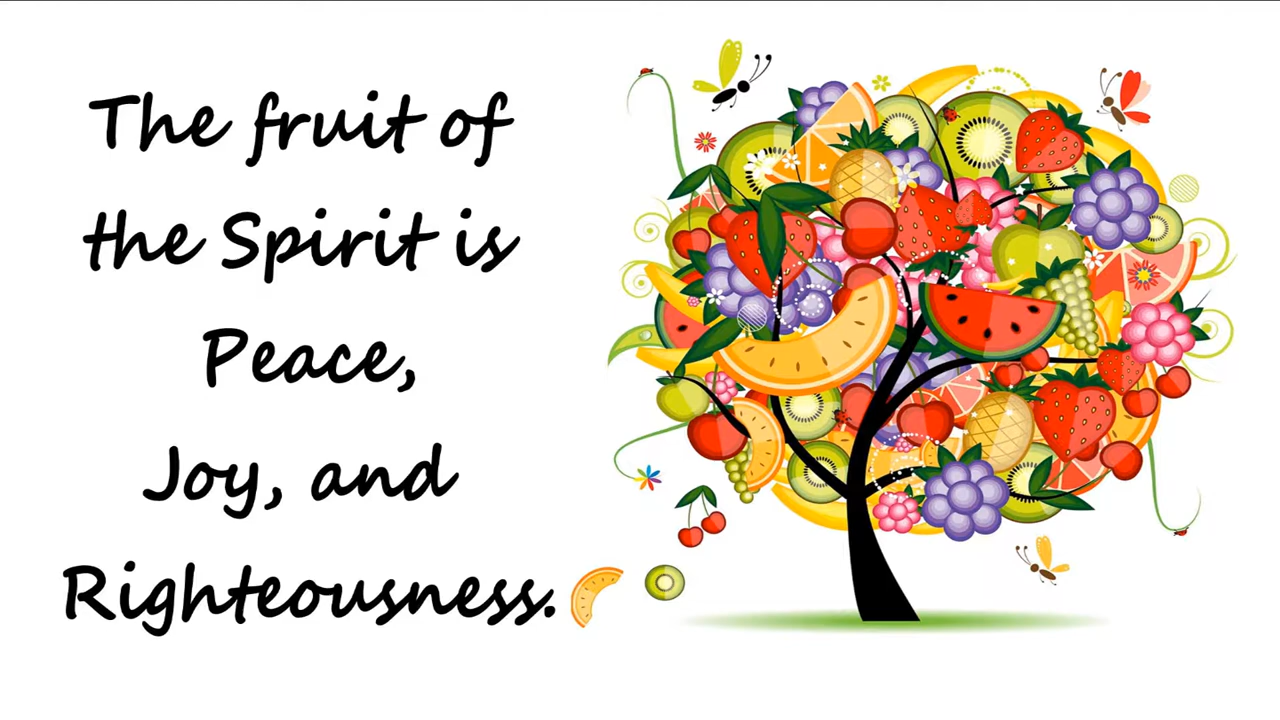 The fruit of
the Spirit is
Peace,
Joy, and
Righteousness.